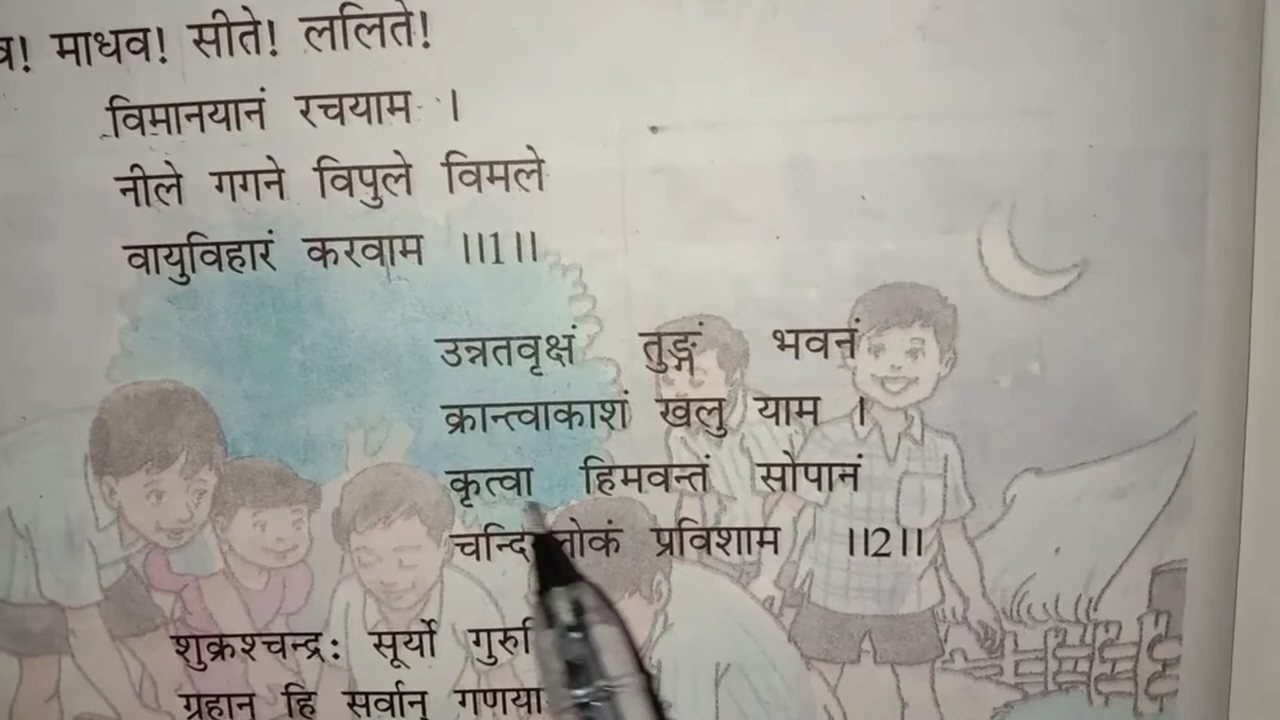 माधव! सीते! ललिते!
विमानयानं रचयाम ।
नीले गगने विपुले विमले
वायुविहारं करवाम ।।1।।
उन्नतवृक्षं तुङ्गं भवनं
क्रान्त्वाकाशं खलु याम ।
कृत्वा हिमवन्तं सोपानं
प्रविशाम ।।2।।
शुक्रश्चन्द्रः सूर्यो
ग्रहान् हि सर्वान्